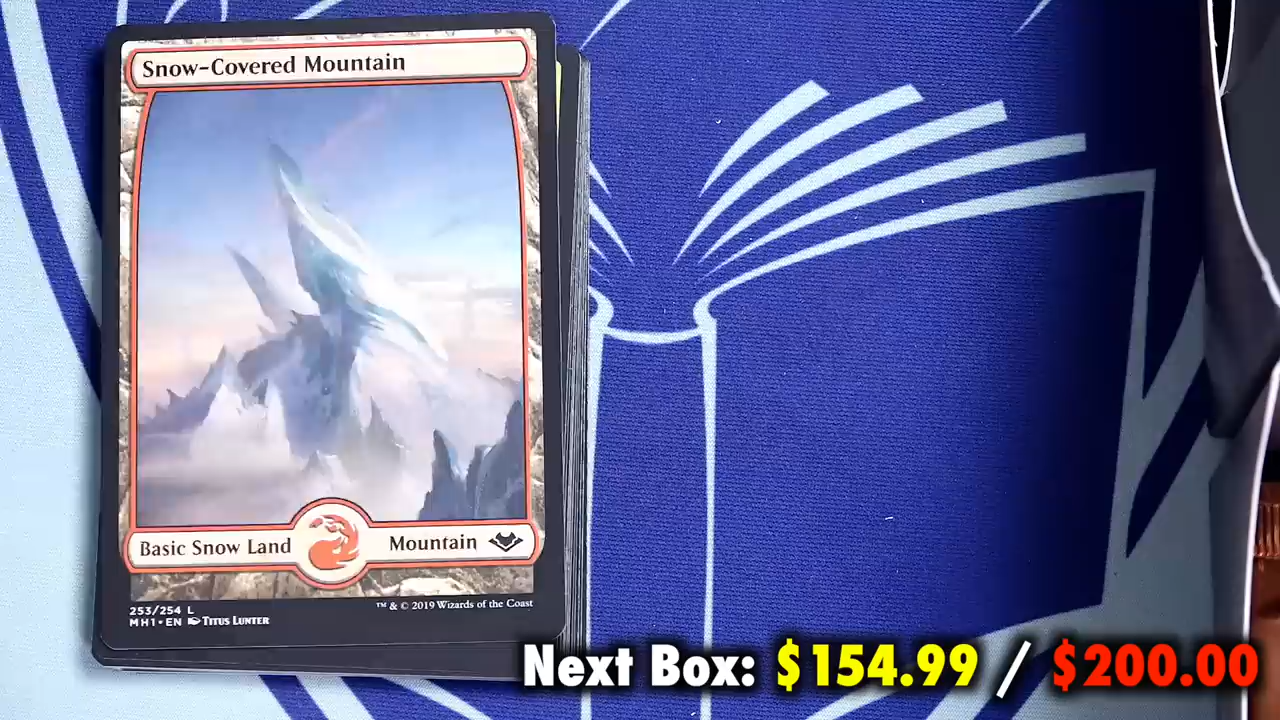 Snow-Covered Mountain
Basic Snow Land Mountain
253/254 L
™ & © 2019 Wizards of the Coast
MH1•EN Titus Lunter
Next Box: $154.99 / $200.00